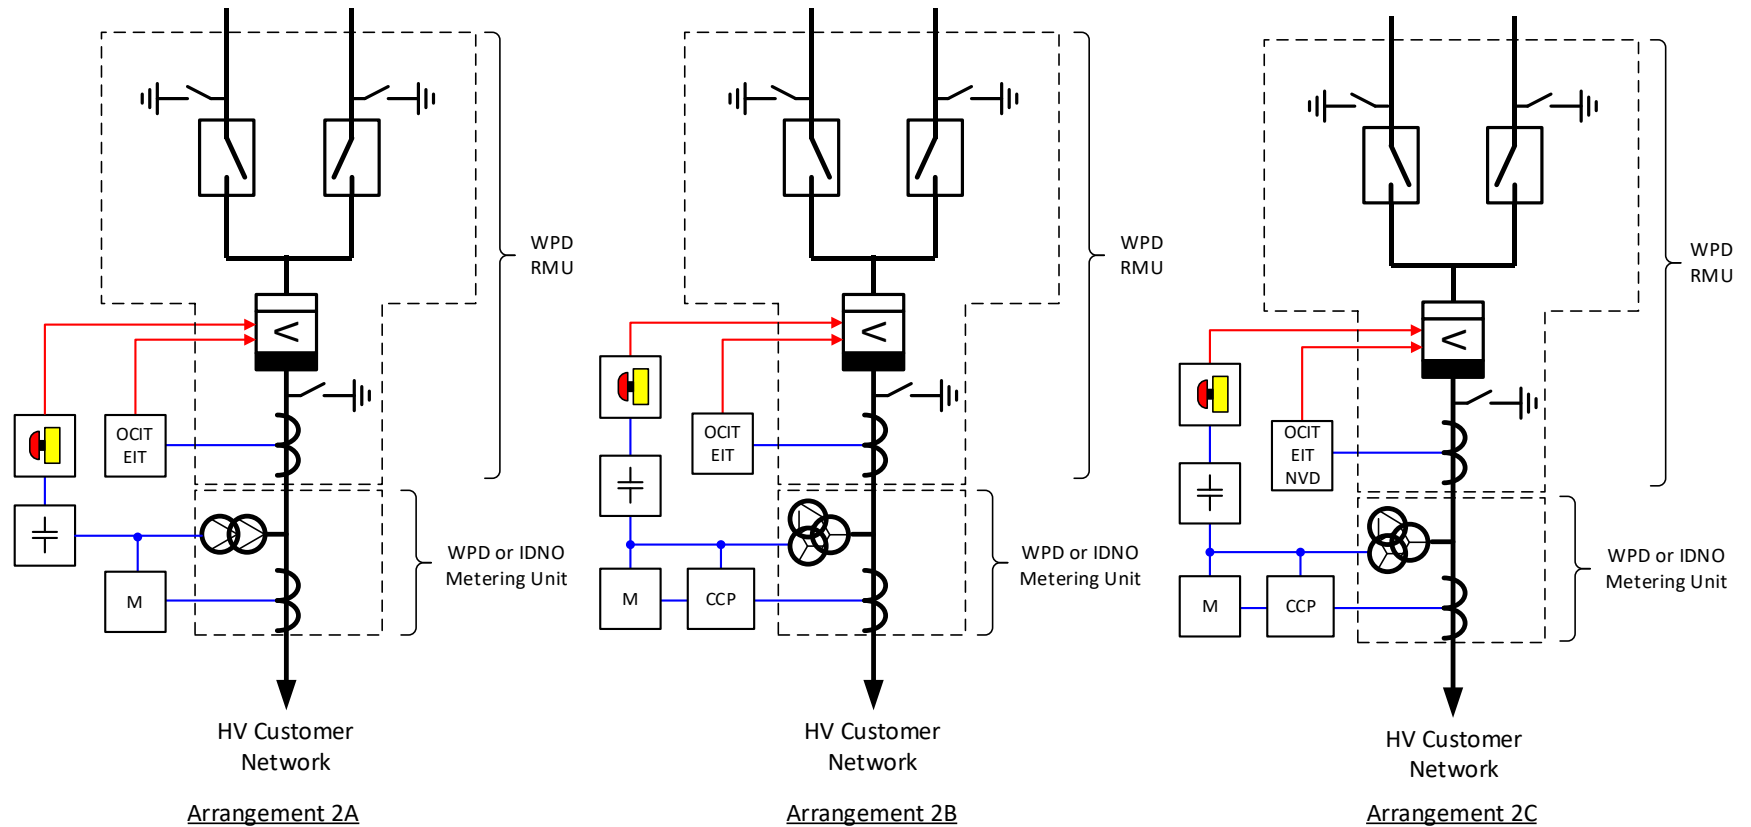 WPD
RMU
OCIT
EIT
M
WPD or IDNO
Metering Unit
HV Customer
Network
Arrangement 2A
WPD
RMU
OCIT
EIT
M
CCP
WPD or IDNO
Metering Unit
HV Customer
Network
Arrangement 2B
WPD
RMU
OCIT
EIT
NVD
M
CCP
WPD or IDNO
Metering Unit
HV Customer
Network
Arrangement 2C